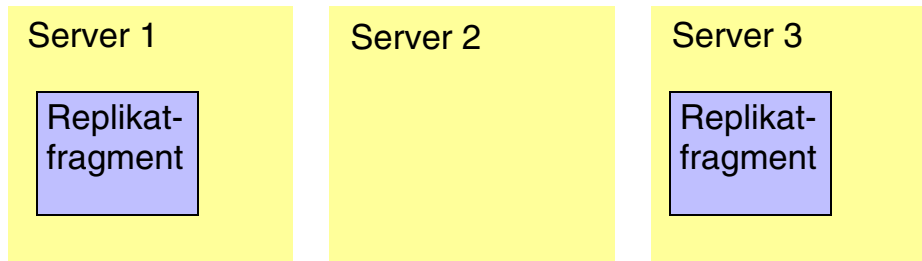 Server 1
Replikat-
fragment
Server 2
Server 3
Replikat-
fragment